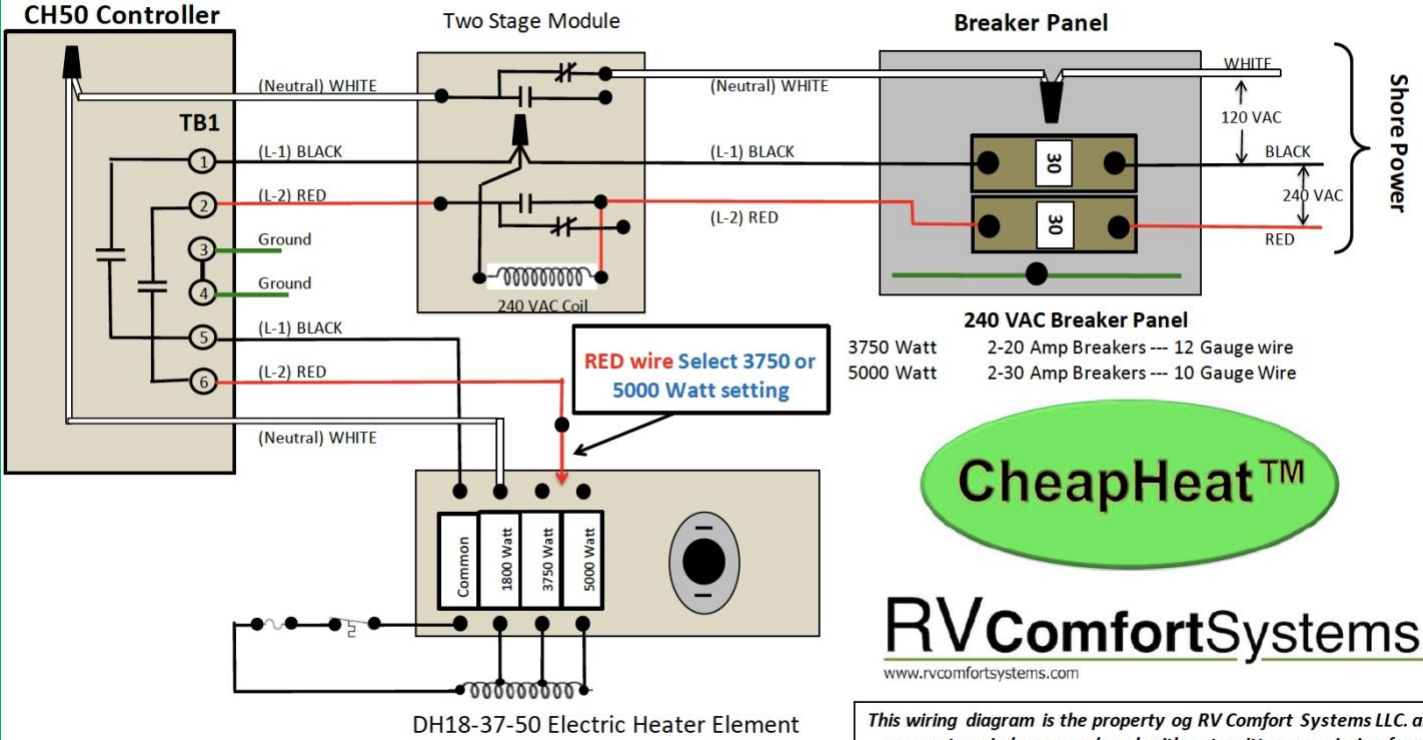 CH50 Controller
Two Stage Module
Breaker Panel
(Neutral) WHITE
(Neutral) WHITE
WHITE
120 VAC
Shore Power
TB1
1
(L-1) BLACK
(L-1) BLACK
30
BLACK
2
(L-2) RED
(L-2) RED
30
240 VAC
RED
3
Ground
4
Ground
240 VAC Coil
5
(L-1) BLACK
6
(L-2) RED
(Neutral) WHITE
RED wire Select 3750 or
5000 Watt setting
240 VAC Breaker Panel
3750 Watt 2-20 Amp Breakers --- 12 Gauge wire
5000 Watt 2-30 Amp Breakers --- 10 Gauge Wire
CheapHeat™
Common
1800 Watt
3750 Watt
5000 Watt
RVComfortSystems
www.rvcomfortsystems.com
DH18-37-50 Electric Heater Element
This wiring diagram is the property og RV Comfort Systems LLC.